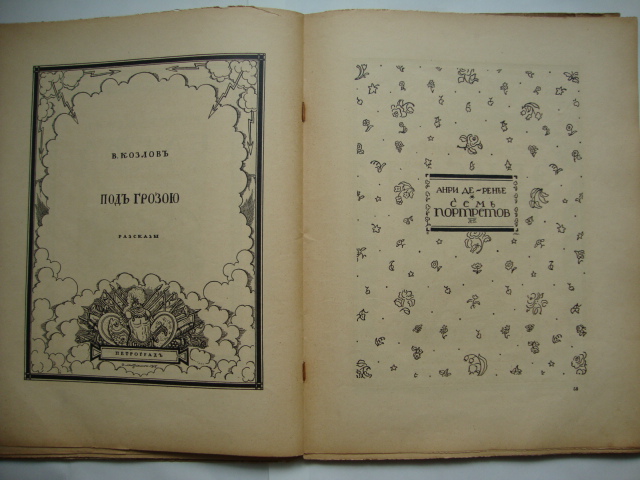 В. КОЗЛОВЪ
ПОДЪ ГРОЗОЮ
РАЗСКАЗЫ
ПЕТРОГРАДЪ
АНРИ ДЕ-РЕНЬЕ
СЕМЬ
ПОРТРЕТОВ